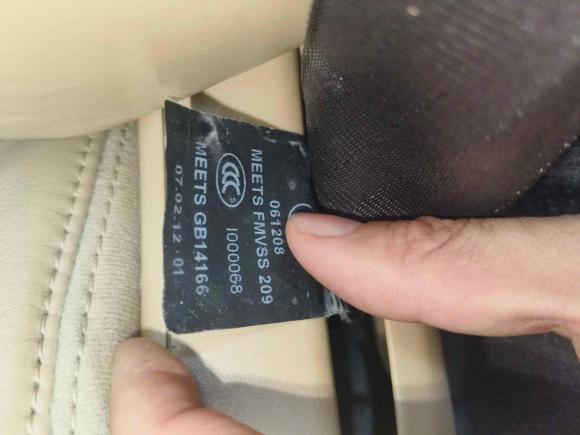 061208
MEETS FMVSS 209
CCC S I000068
MEETS GB14166
07.02.12 · 01